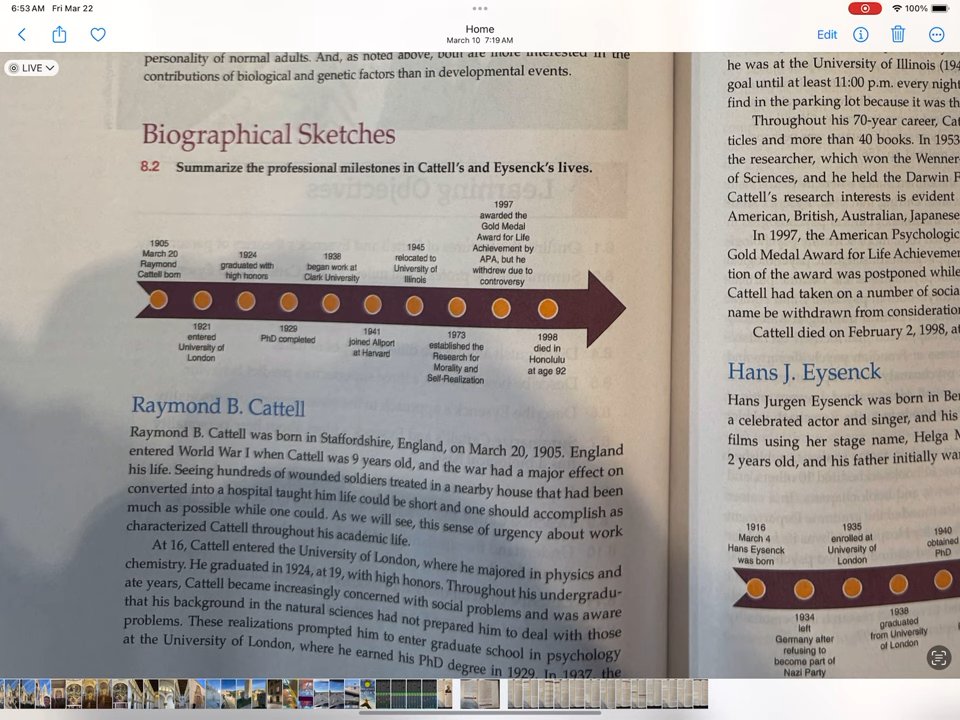 6:53 AM Fri Mar 22
100%
Home
March 10 7:19 AM
Edit
LIVE
personality of normal adults. And, as noted above, both are more interested in the
contributions of biological and genetic factors than in developmental events.
Biographical Sketches
8.2 Summarize the professional milestones in Cattell's and Eysenck's lives.
Learning Objectives
1905
March 20
Raymond
Cattell born
1921
entered
University of
London
1924
graduated with
high honors
1929
PhD completed
1938
began work at
Clark University
1941
joined Allport
at Harvard
1945
relocated to
University of
Illinois
1973
established the
Research for
Morality and
Self-Realization
1997
awarded the
Gold Medal
Award for Life
Achievement by
APA, but he
withdrew due to
controversy
1998
died in
Honolulu
at age 92
Raymond B. Cattell
Raymond B. Cattell was born in Staffordshire, England, on March 20, 1905. England
entered World War I when Cattell was 9 years old, and the war had a major effect on
his life. Seeing hundreds of wounded soldiers treated in a nearby house that had been
converted into a hospital taught him life could be short and one should accomplish as
much as possible while one could. As we will see, this sense of urgency about work
characterized Cattell throughout his academic life.
At 16, Cattell entered the University of London, where he majored in physics and
chemistry. He graduated in 1924, at 19, with high honors. Throughout his undergradu-
ate years, Cattell became increasingly concerned with social problems and was aware
that his background in the natural sciences had not prepared him to deal with those
problems. These realizations prompted him to enter graduate school in psychology
at the University of London, where he earned his PhD degree in 1929. In 1937, the
he was at the University of Illinois (194
goal until at least 11:00 p.m. every night
find in the parking lot because it was th
Throughout his 70-year career, Cat
ticles and more than 40 books. In 1953
the researcher, which won the Wenner-
of Sciences, and he held the Darwin F
Cattell's research interests is evident
American, British, Australian, Japanese
In 1997, the American Psychologic
Gold Medal Award for Life Achievemen
tion of the award was postponed while
Cattell had taken on a number of socia
name be withdrawn from consideration
Cattell died on February 2, 1998, at
Hans J. Eysenck
Hans Jurgen Eysenck was born in Ber
a celebrated actor and singer, and his
films using her stage name, Helga M
2 years old, and his father initially wan
1916
March 4
Hans Eysenck
was born
1934
left
Germany after
refusing to
become part of
Nazi Party
1935
enrolled at
University of
London
1938
graduated
from University
of London
1940
obtained
PhD